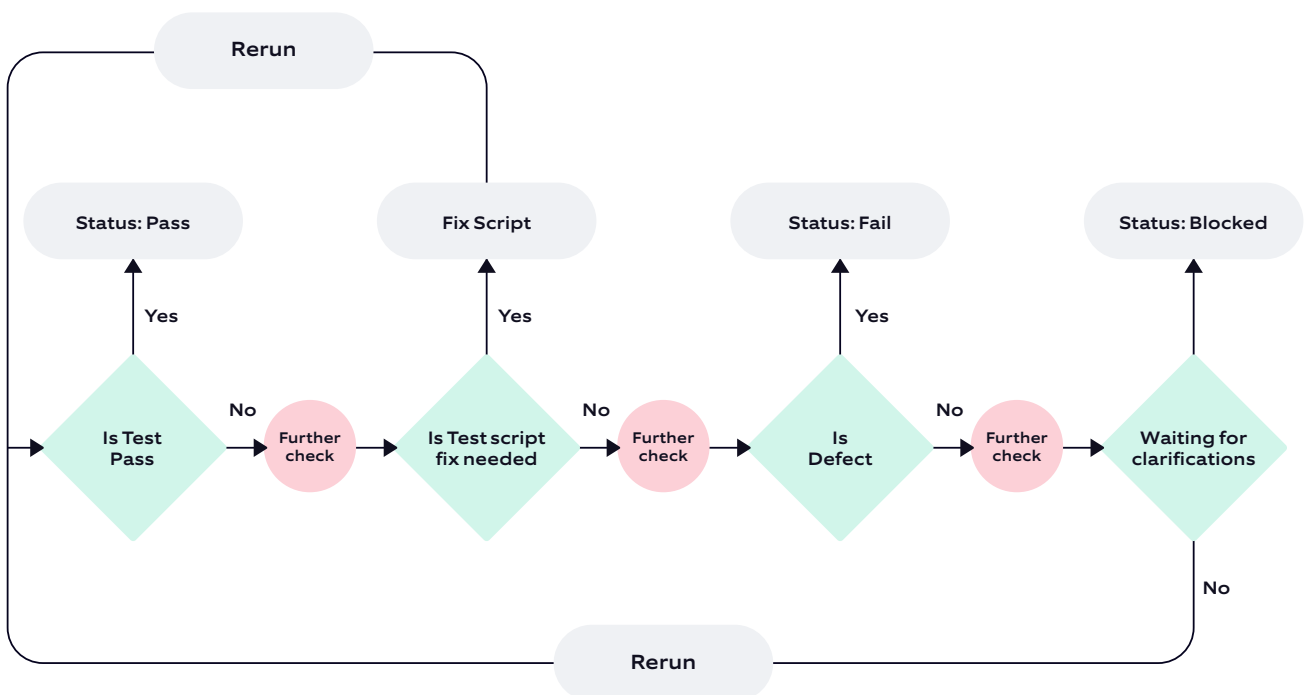 Rerun
Status: Pass
Fix Script
Status: Fail
Status: Blocked
Yes
Yes
Yes
No
No
No
Is Test
Pass
Further
check
Is Test script
fix needed
Further
check
Is
Defect
Further
check
Waiting for
clarifications
No
Rerun